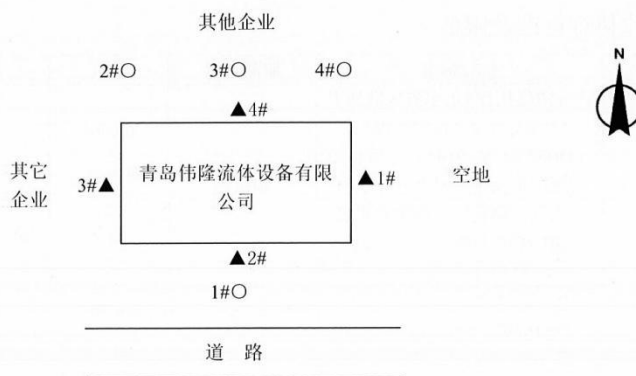 其他企业
2#○ 3#○ 4#○
N
▲4#
其它
企业
3#▲
青岛伟隆流体设备有限
公司
▲1#
空地
▲2#
1#○
道 路